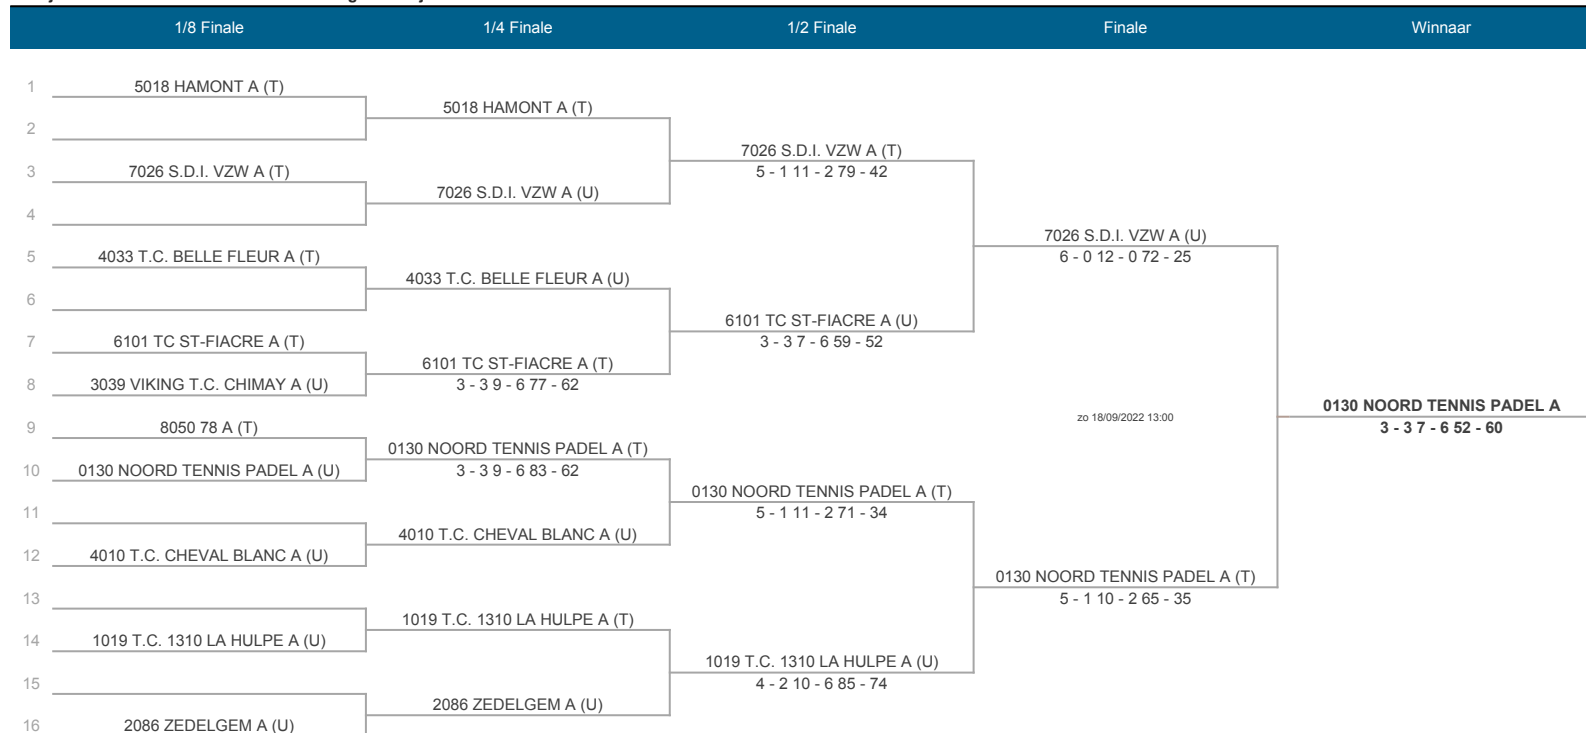 1/8 Finale 1/4 Finale 1/2 Finale Finale Winnaar
1 5018 HAMONT A (T)
5018 HAMONT A (T)
2
7026 S.D.I. VZW A (T)
3 7026 S.D.I. VZW A (T) 5 - 1 11 - 2 79 - 42
7026 S.D.I. VZW A (U)
4
7026 S.D.I. VZW A (U)
5 4033 T.C. BELLE FLEUR A (T) 6 - 0 12 - 0 72 - 25
4033 T.C. BELLE FLEUR A (U)
6
6101 TC ST-FIACRE A (U)
7 6101 TC ST-FIACRE A (T) 3 - 3 7 - 6 59 - 52
6101 TC ST-FIACRE A (T)
8 3039 VIKING T.C. CHIMAY A (U) 3 - 3 9 - 6 77 - 62
0130 NOORD TENNIS PADEL A
zo 18/09/2022 13:00
9 8050 78 A (T) 3 - 3 7 - 6 52 - 60
0130 NOORD TENNIS PADEL A (T)
10 0130 NOORD TENNIS PADEL A (U) 3 - 3 9 - 6 83 - 62
0130 NOORD TENNIS PADEL A (T)
11 5 - 1 11 - 2 71 - 34
4010 T.C. CHEVAL BLANC A (U)
12 4010 T.C. CHEVAL BLANC A (U)
0130 NOORD TENNIS PADEL A (T)
13 5 - 1 10 - 2 65 - 35
1019 T.C. 1310 LA HULPE A (T)
14 1019 T.C. 1310 LA HULPE A (U)
1019 T.C. 1310 LA HULPE A (U)
15 4 - 2 10 - 6 85 - 74
2086 ZEDELGEM A (U)
16 2086 ZEDELGEM A (U)